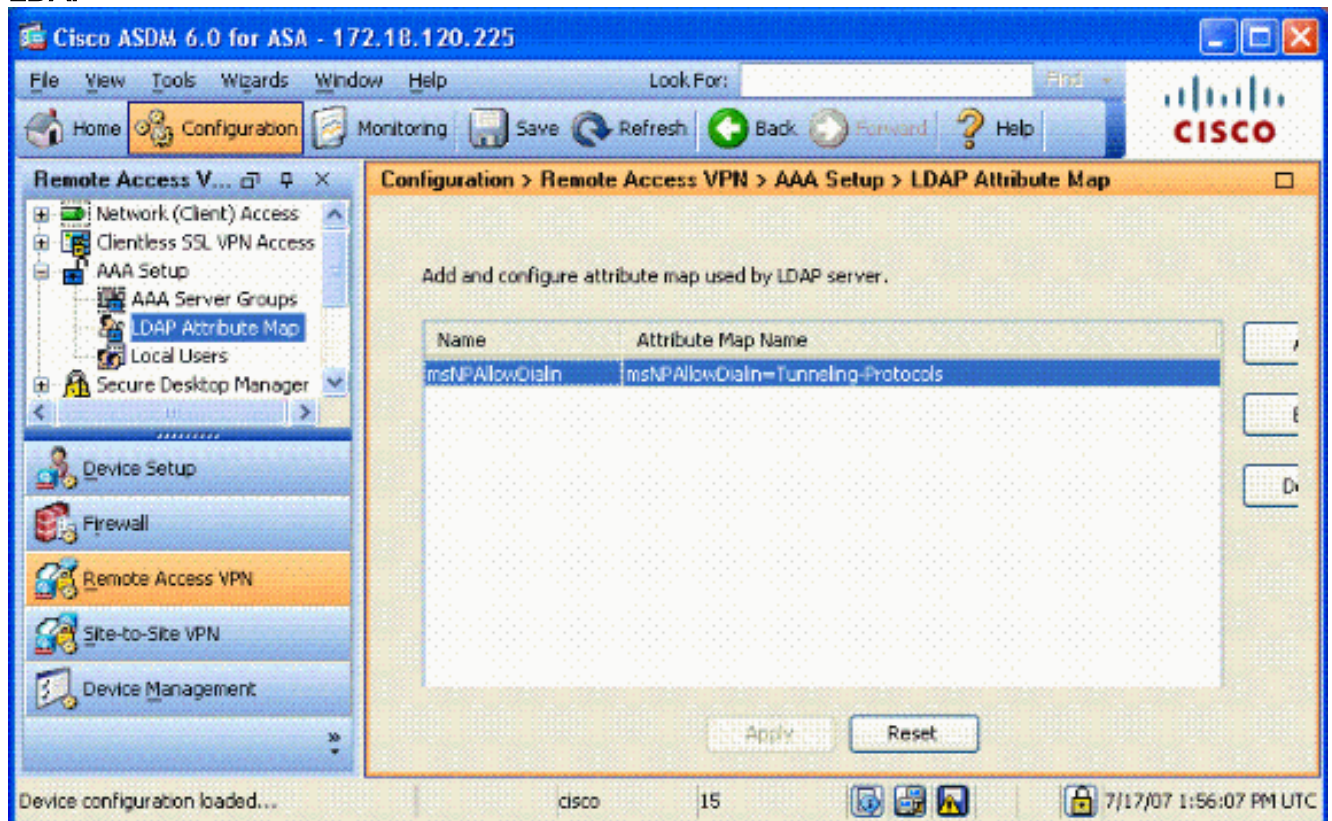 Cisco ASDM 6.0 for ASA - 172.18.120.225
File View Tools Wizards Window Help Look For: Find
Home Configuration Monitoring Save Refresh Back Forward Help
CISCO
Remote Access V...
Network (Client) Access
Clientless SSL VPN Access
AAA Setup
AAA Server Groups
LDAP Attribute Map
Local Users
Secure Desktop Manager
Device Setup
Firewall
Remote Access VPN
Site-to-Site VPN
Device Management
Configuration > Remote Access VPN > AAA Setup > LDAP Attribute Map
Add and configure attribute map used by LDAP server.
Name Attribute Map Name
msNPAllowDialin msNPAllowDialin=Tunneling-Protocols
Apply Reset
Device configuration loaded... cisco 15 7/17/07 1:56:07 PM UTC